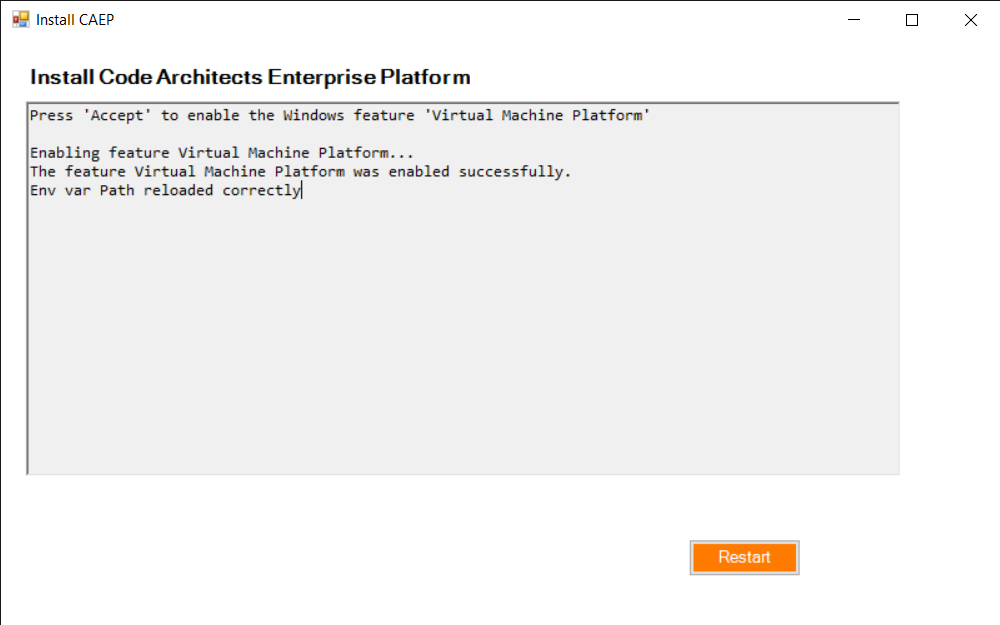 Install CAEP
Install Code Architects Enterprise Platform
Press 'Accept' to enable the Windows feature 'Virtual Machine Platform'
Enabling feature Virtual Machine Platform...
The feature Virtual Machine Platform was enabled successfully.
Env var Path reloaded correctly
Restart